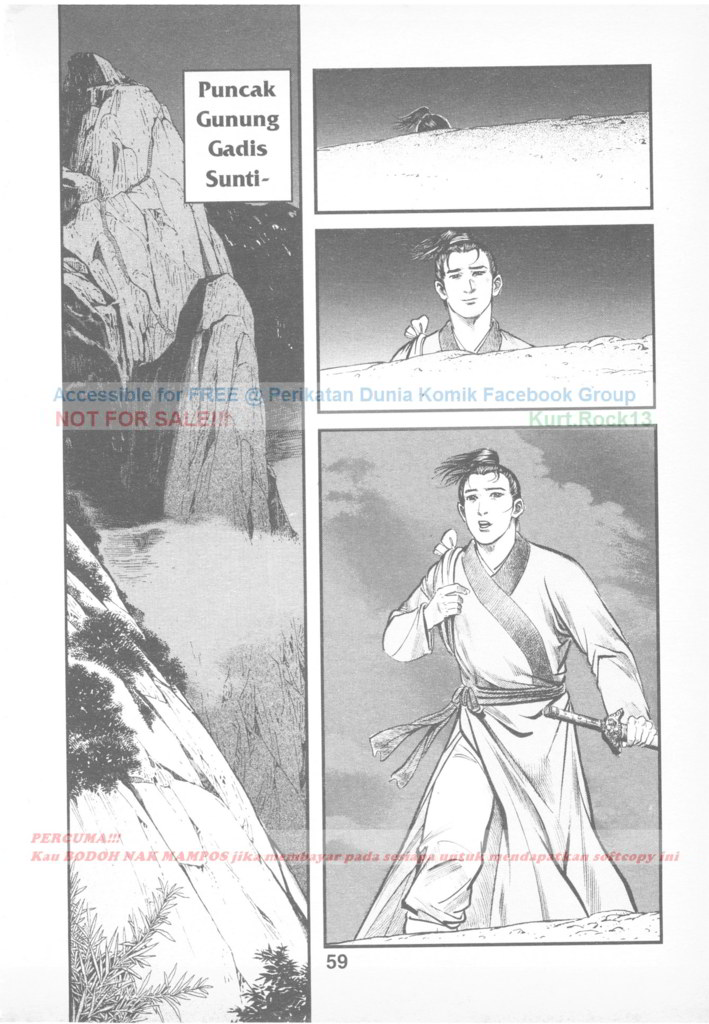 Puncak
Gunung
Gadis
Sunti-
Accessible for FREE @ Perikatan Dunia Komik Facebook Group
NOT FOR SALE!!!
Kurt.Rock13
PERCUMA!!!
Kau BODOH NAK MAMPOS jika membayar pada sesiapa untuk mendapatkan softcopy ini
59